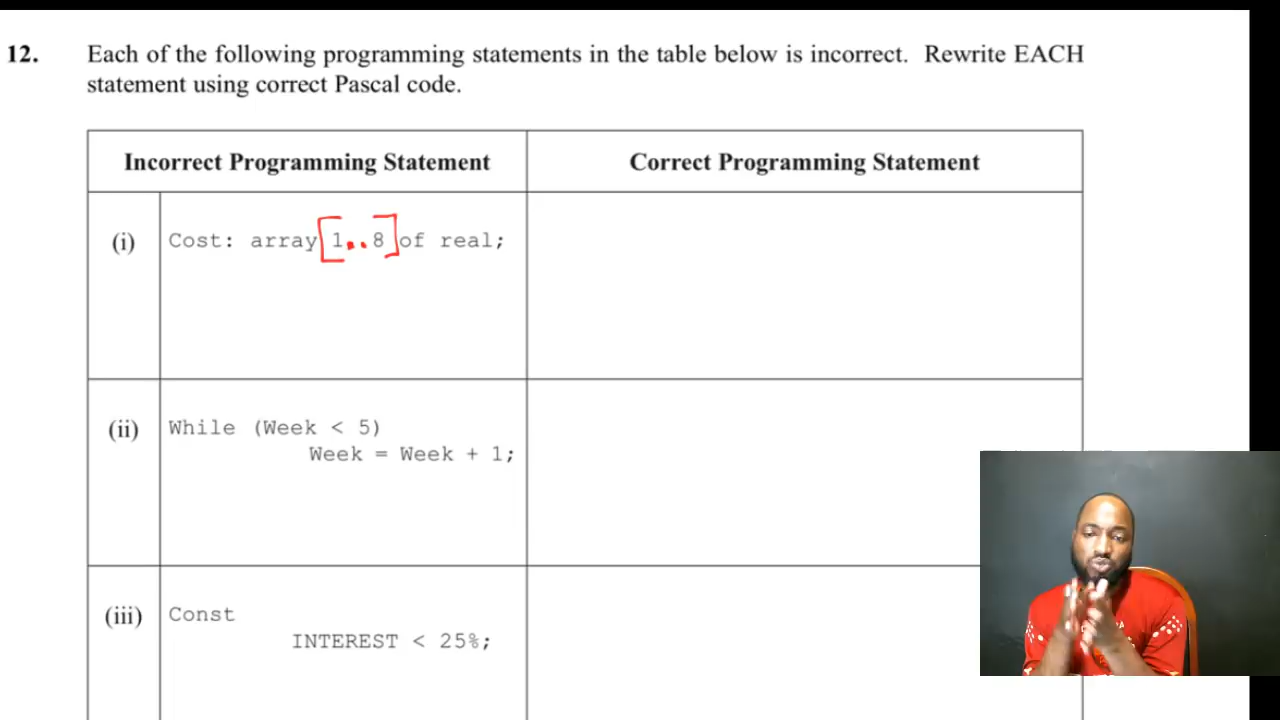 12. Each of the following programming statements in the table below is incorrect. Rewrite EACH
statement using correct Pascal code.
Incorrect Programming Statement Correct Programming Statement
(i) Cost: array[1..8]of real;
(ii) While (Week < 5)
Week = Week + 1;
(iii) Const
INTEREST < 25%;